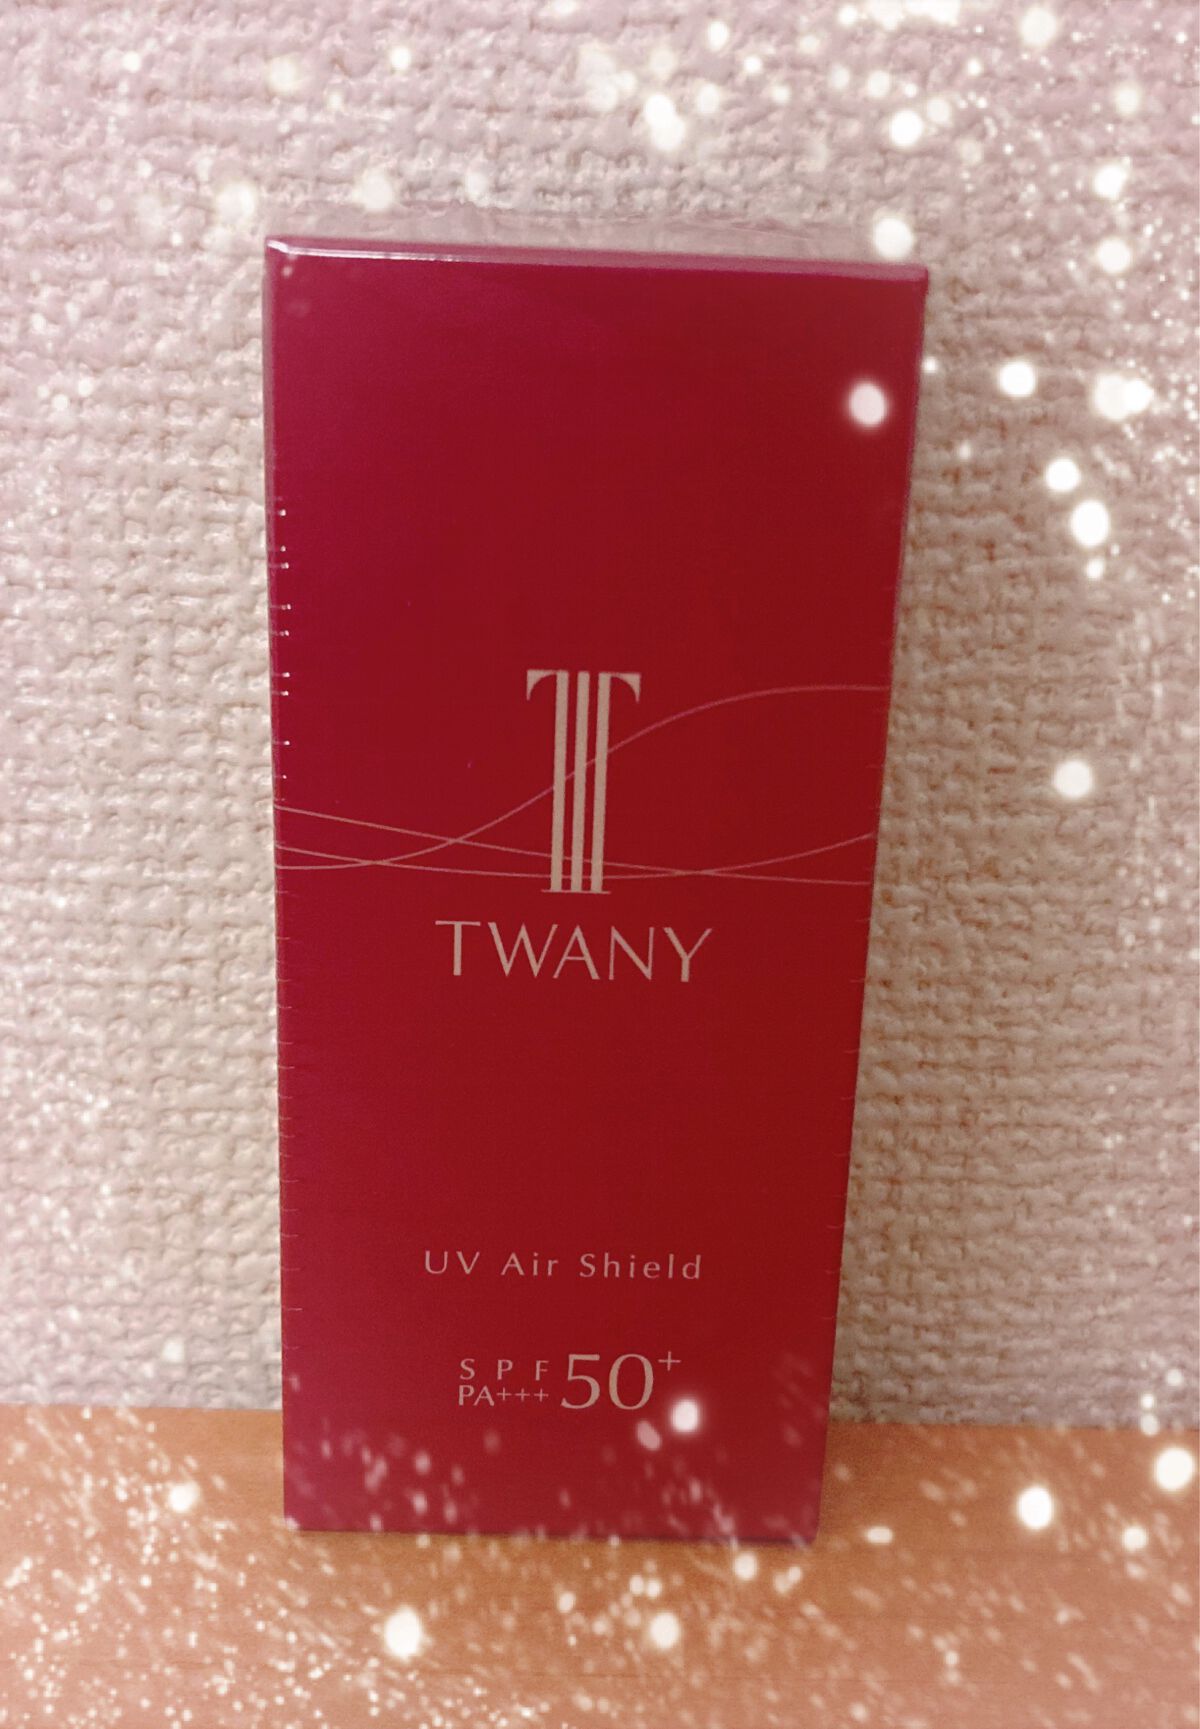 T
TWANY
UV Air Shield
SPF 50+
PA+++